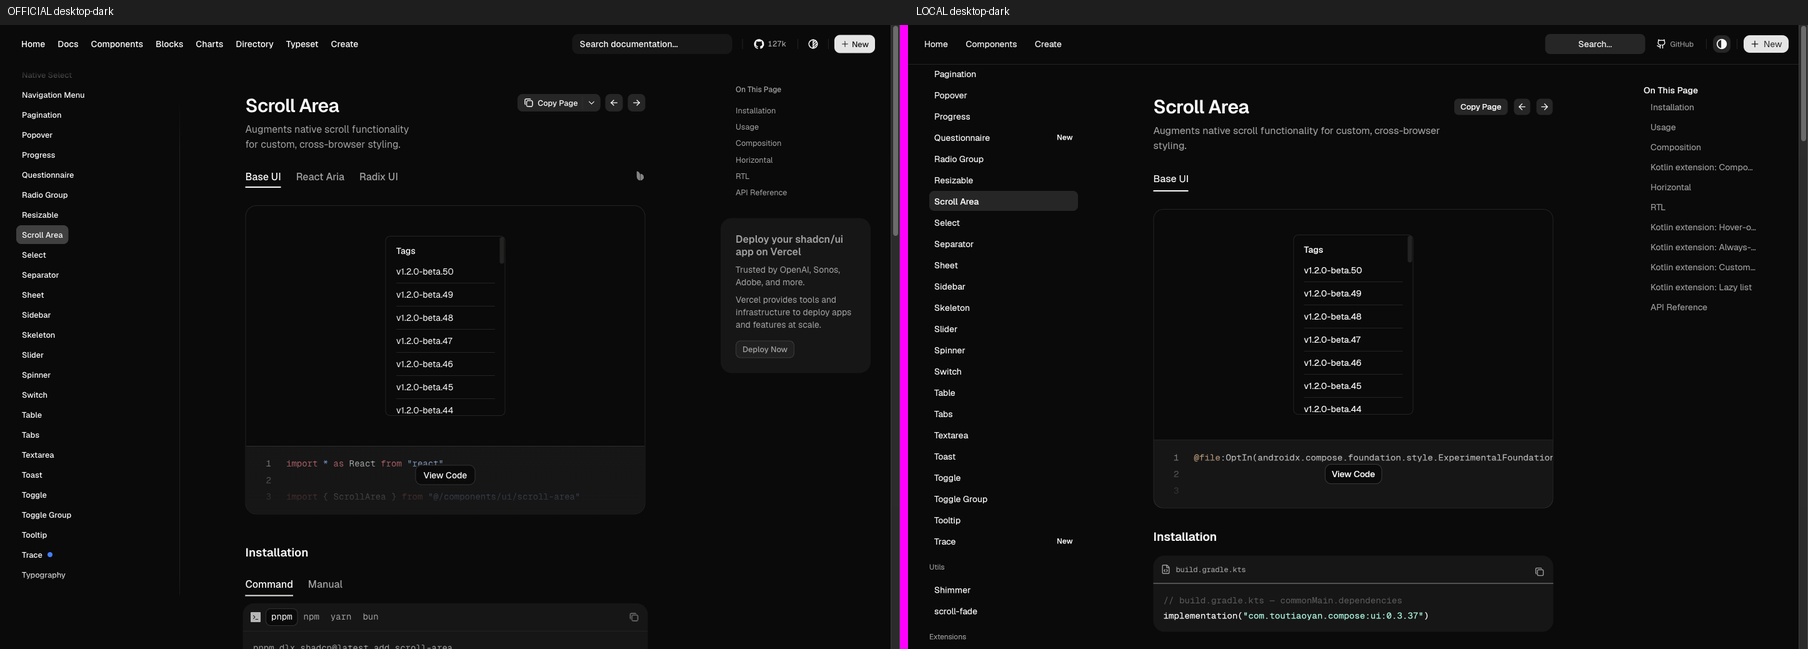 OFFICIAL desktop-dark
Home Docs Components Blocks Charts Directory Typeset Create
Search documentation...
127k
+ New
Native Select
Navigation Menu
Pagination
Popover
Progress
Questionnaire
Radio Group
Resizable
Scroll Area
Select
Separator
Sheet
Sidebar
Skeleton
Slider
Spinner
Switch
Table
Tabs
Textarea
Toast
Toggle
Toggle Group
Tooltip
Trace
Typography
Scroll Area
Copy Page
Augments native scroll functionality
for custom, cross-browser styling.
Base UI React Aria Radix UI
Tags
v1.2.0-beta.50
v1.2.0-beta.49
v1.2.0-beta.48
v1.2.0-beta.47
v1.2.0-beta.46
v1.2.0-beta.45
v1.2.0-beta.44
1 import * as React from "react"
2
View Code
3 import { ScrollArea } from "@/components/ui/scroll-area"
Installation
Command Manual
pnpm npm yarn bun
pnpm dlx shadcn@latest add scroll-area
On This Page
Installation
Usage
Composition
Horizontal
RTL
API Reference
Deploy your shadcn/ui
app on Vercel
Trusted by OpenAI, Sonos,
Adobe, and more.
Vercel provides tools and
infrastructure to deploy apps
and features at scale.
Deploy Now
LOCAL desktop-dark
Home Components Create
Search...
GitHub
+ New
Pagination
Popover
Progress
Questionnaire New
Radio Group
Resizable
Scroll Area
Select
Separator
Sheet
Sidebar
Skeleton
Slider
Spinner
Switch
Table
Tabs
Textarea
Toast
Toggle
Toggle Group
Tooltip
Trace New
Utils
Shimmer
scroll-fade
Extensions
Scroll Area
Copy Page
Augments native scroll functionality for custom, cross-browser
styling.
Base UI
Tags
v1.2.0-beta.50
v1.2.0-beta.49
v1.2.0-beta.48
v1.2.0-beta.47
v1.2.0-beta.46
v1.2.0-beta.45
v1.2.0-beta.44
1 @file:OptIn(androidx.compose.foundation.style.ExperimentalFoundation
2
View Code
3
Installation
build.gradle.kts
// build.gradle.kts — commonMain.dependencies
implementation("com.toutiaoyan.compose:ui:0.3.37")
On This Page
Installation
Usage
Composition
Kotlin extension: Compo...
Horizontal
RTL
Kotlin extension: Hover-o...
Kotlin extension: Always-...
Kotlin extension: Custom...
Kotlin extension: Lazy list
API Reference